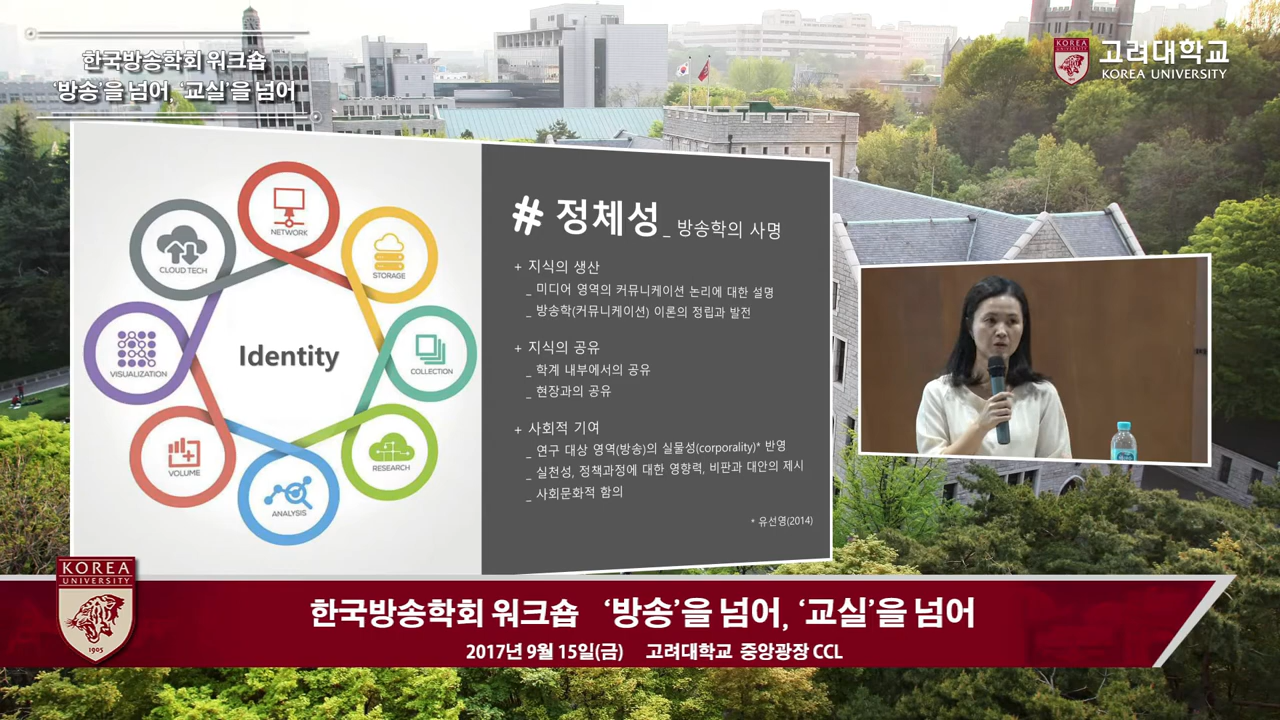 한국방송학회 워크숍
‘방송’을 넘어, ‘교실’을 넘어
KOREA
UNIVERSITY
고려대학교
KOREA UNIVERSITY
NETWORK
CLOUD TECH
STORAGE
VISUALIZATION
Identity
COLLECTION
VOLUME
RESEARCH
ANALYSIS
# 정체성_ 방송학의 사명
+ 지식의 생산
_ 미디어 영역의 커뮤니케이션 논리에 대한 설명
_ 방송학(커뮤니케이션) 이론의 정립과 발전
+ 지식의 공유
_ 학계 내부에서의 공유
_ 현장과의 공유
+ 사회적 기여
_ 연구 대상 영역(방송)의 실물성(corporality)* 반영
_ 실천성, 정책과정에 대한 영향력, 비판과 대안의 제시
_ 사회문화적 함의
* 유선영(2014)
KOREA
UNIVERSITY
1905
한국방송학회 워크숍 ‘방송’을 넘어, ‘교실’을 넘어
2017년 9월 15일(금) 고려대학교 중앙광장 CCL